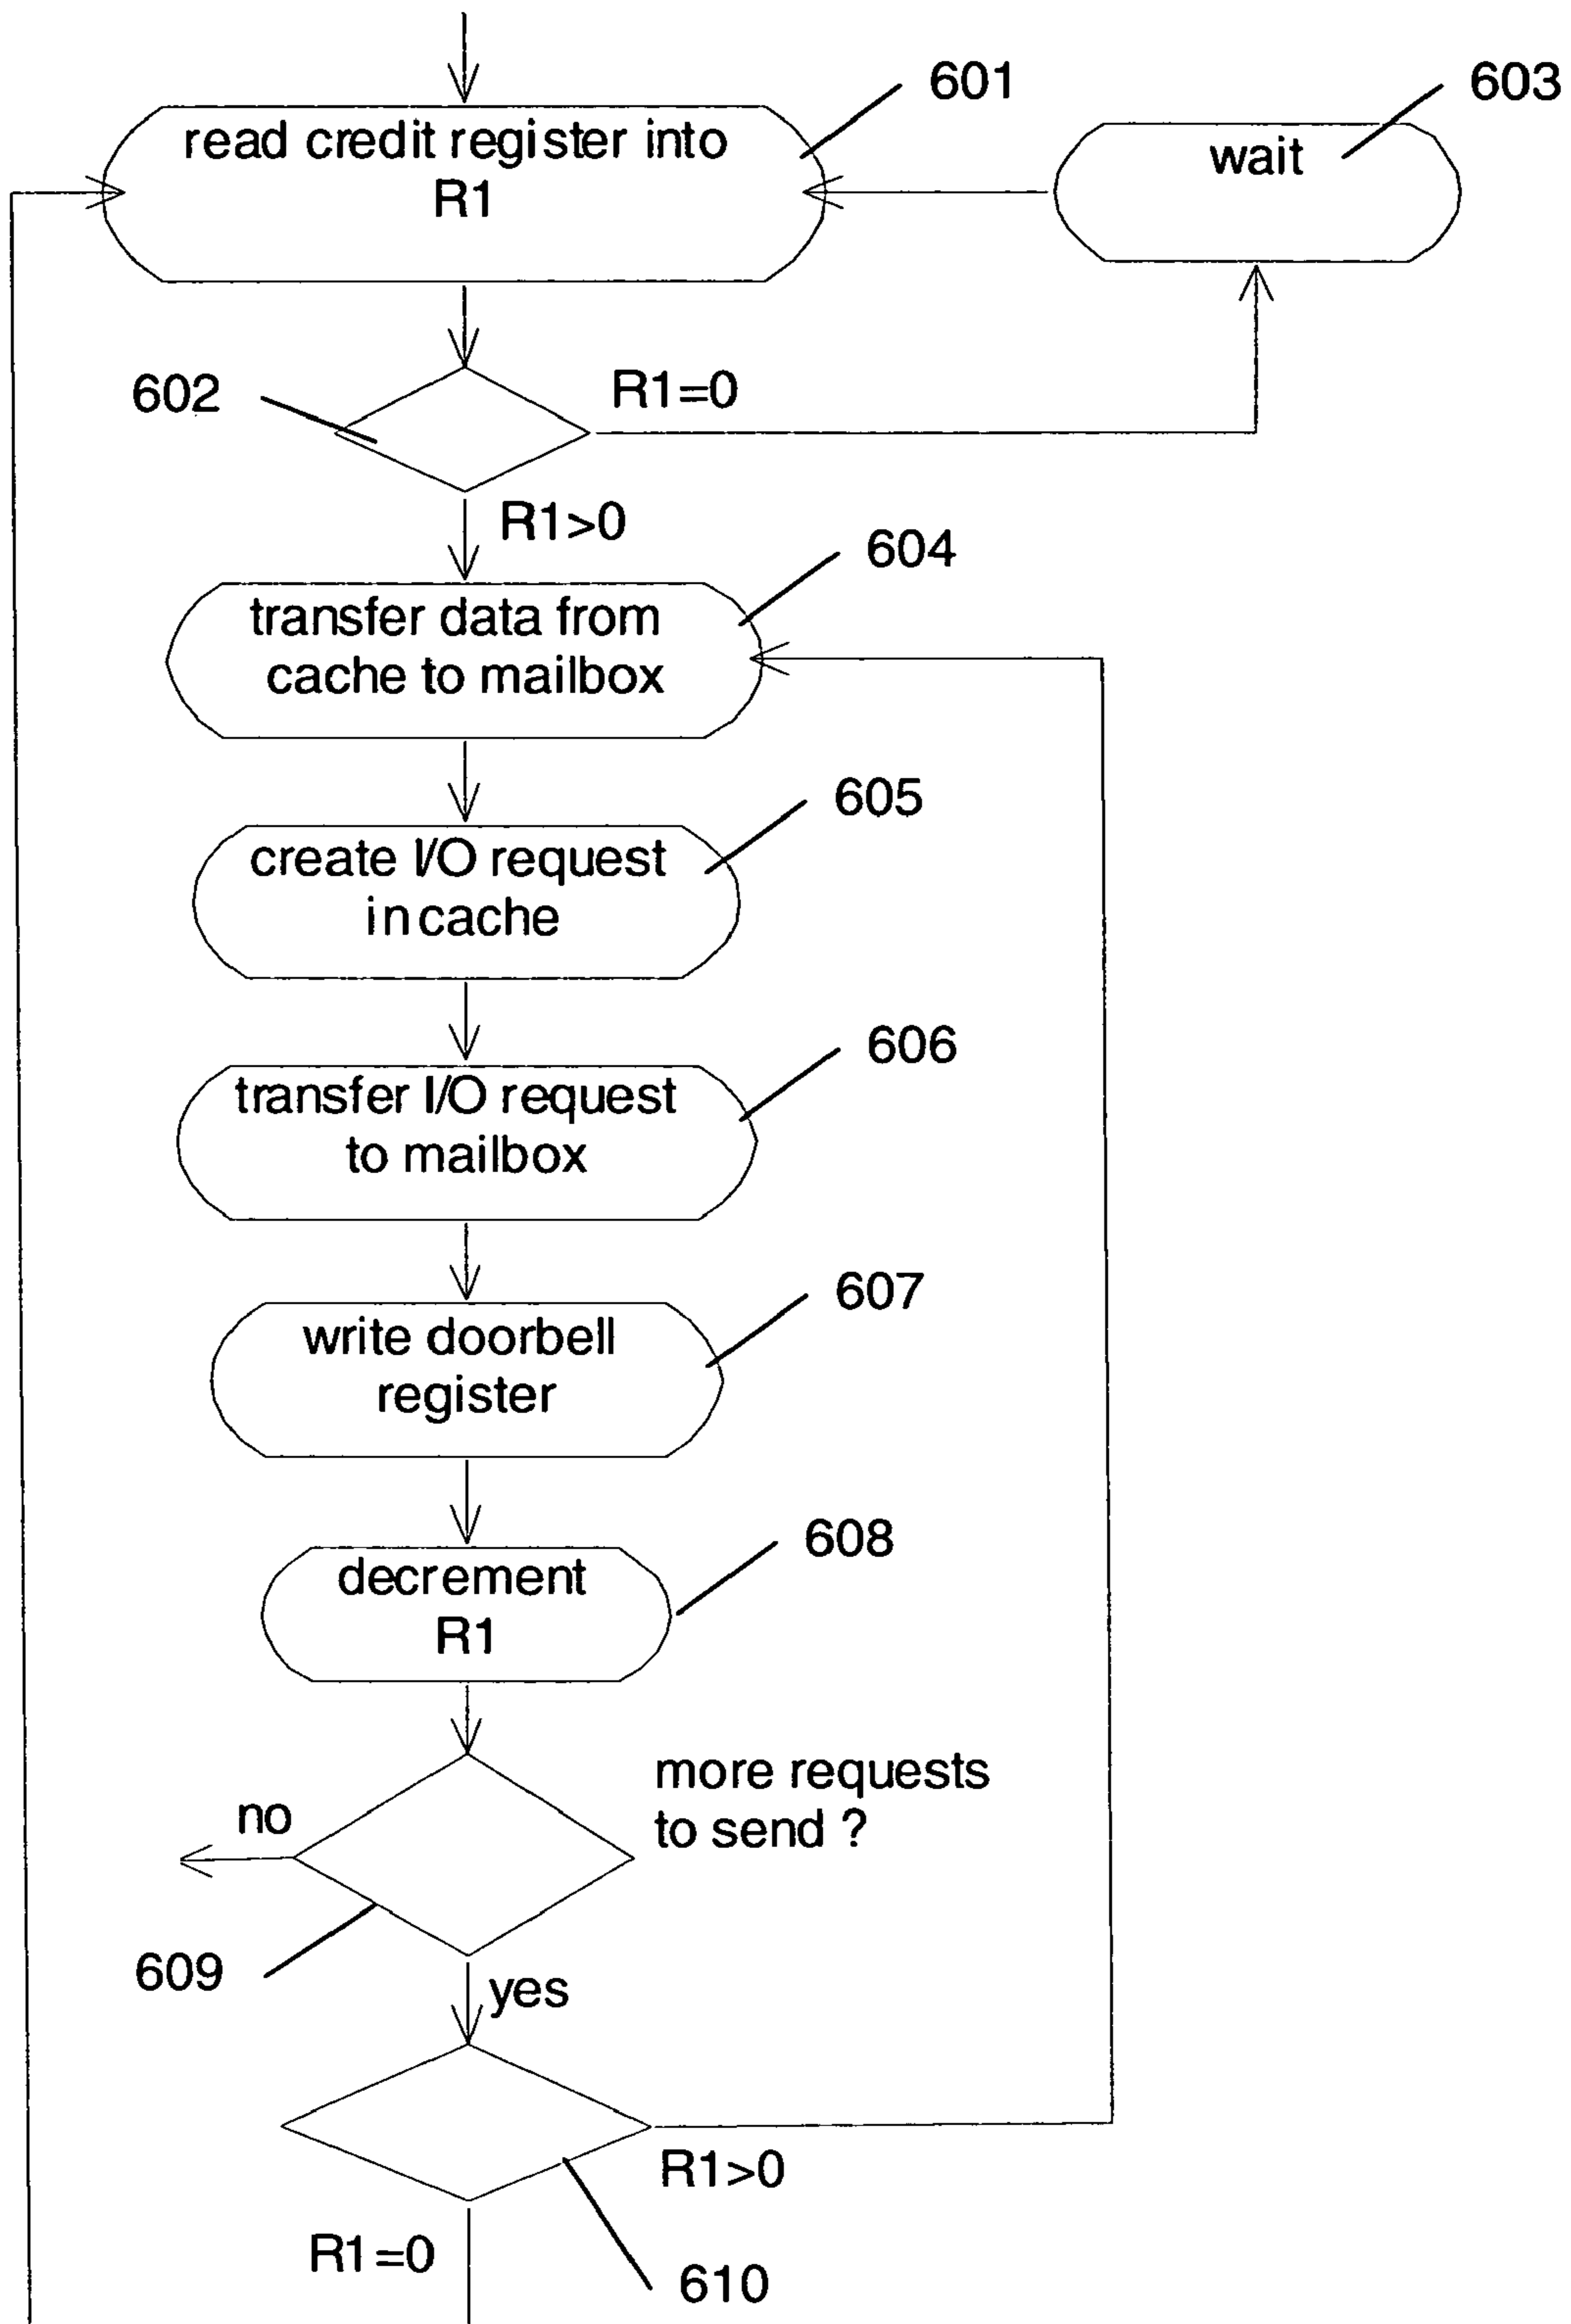 601
603
read credit register into
R1
wait
602
R1=0
R1>0
604
transfer data from
cache to mailbox
605
create I/O request
in cache
606
transfer I/O request
to mailbox
607
write doorbell
register
608
decrement
R1
more requests
to send ?
no
609
yes
R1>0
R1=0
610